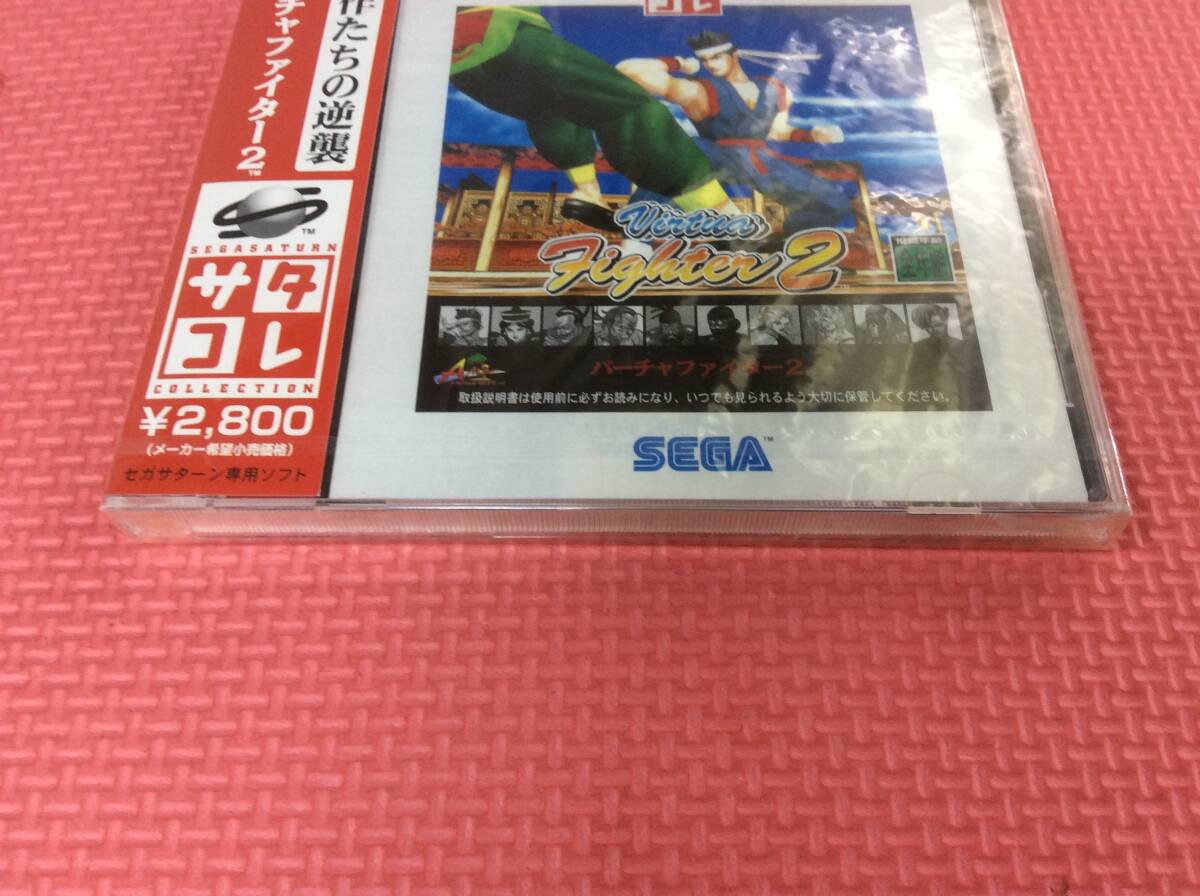 作たちの逆襲
チャファイター2™
SEGASATURN
サタ
コレ
COLLECTION
¥2,800
(メーカー希望小売価格)
セガサターン専用ソフト
コレ
Virtua
Fighter 2
バーチャファイター2
取扱説明書は使用前に必ずお読みになり、いつでも見られるよう大切に保管してください。
SEGA™